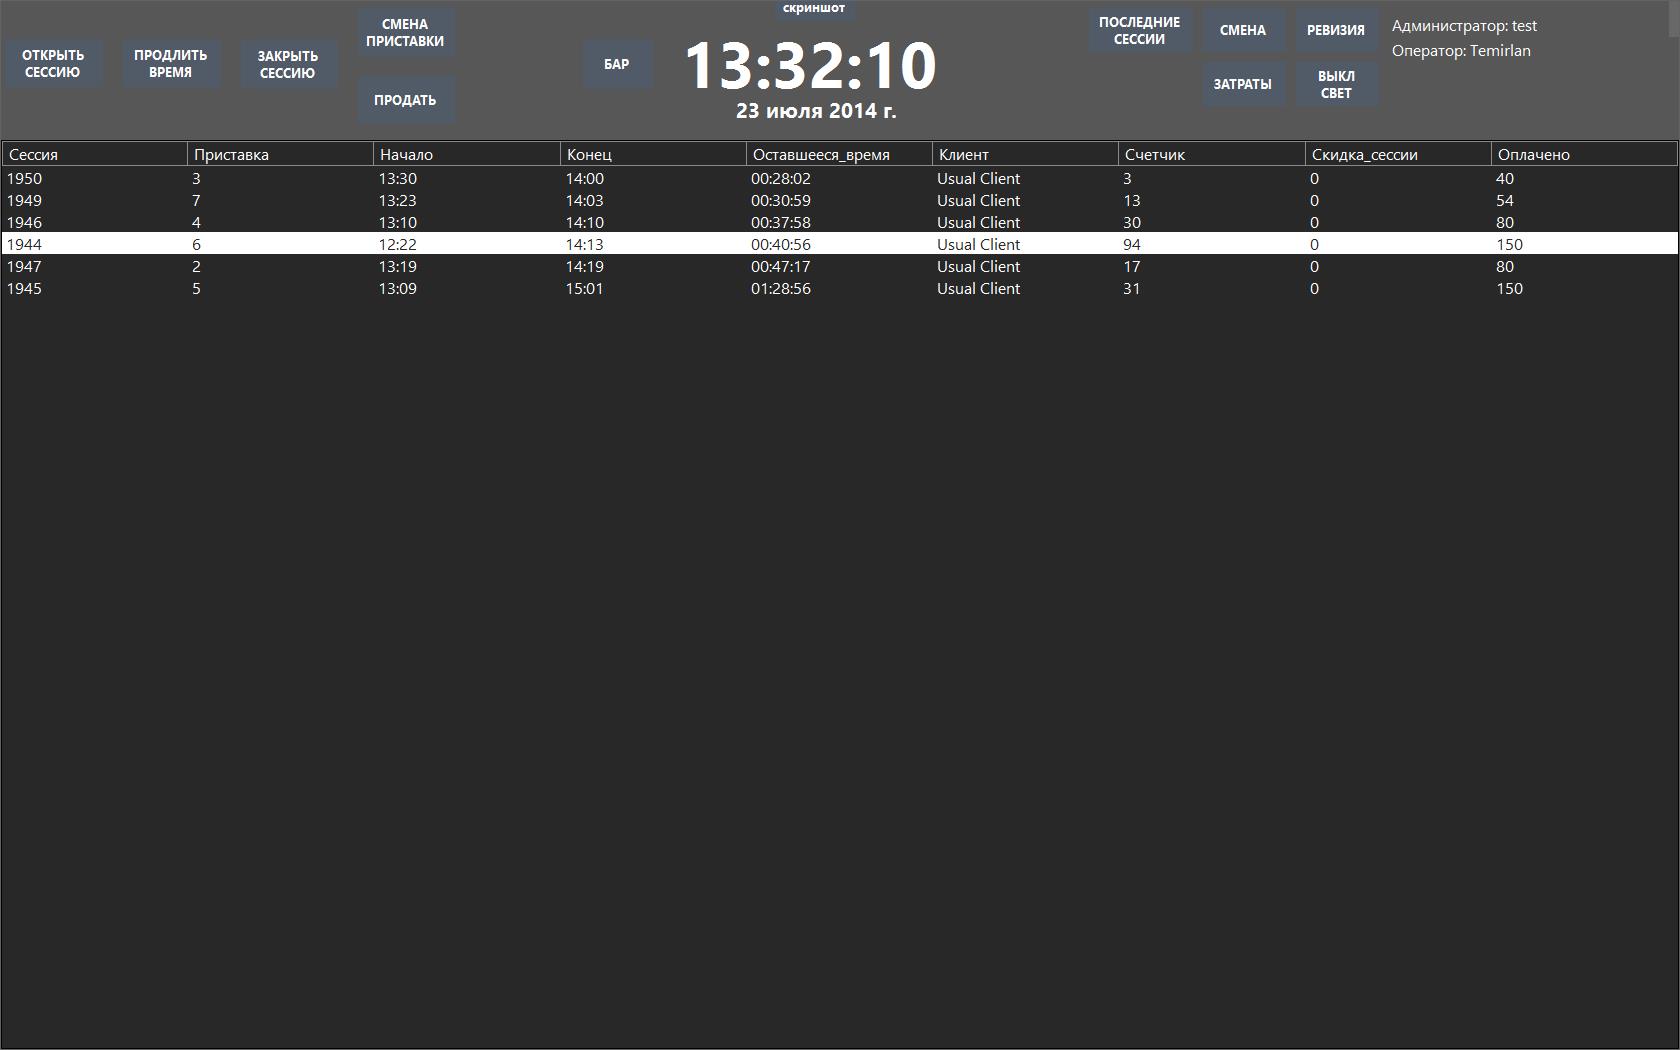 скриншот
ОТКРЫТЬ
СЕССИЮ
ПРОДЛИТЬ
ВРЕМЯ
ЗАКРЫТЬ
СЕССИЮ
СМЕНА
ПРИСТАВКИ
ПРОДАТЬ
БАР
13:32:10
23 июля 2014 г.
ПОСЛЕДНИЕ
СЕССИИ
СМЕНА
РЕВИЗИЯ
ЗАТРАТЫ
ВЫКЛ
СВЕТ
Администратор: test
Оператор: Temirlan
Сессия Приставка Начало Конец Оставшееся_время Клиент Счетчик Скидка_сессии Оплачено
1950 3 13:30 14:00 00:28:02 Usual Client 3 0 40
1949 7 13:23 14:03 00:30:59 Usual Client 13 0 54
1946 4 13:10 14:10 00:37:58 Usual Client 30 0 80
1944 6 12:22 14:13 00:40:56 Usual Client 94 0 150
1947 2 13:19 14:19 00:47:17 Usual Client 17 0 80
1945 5 13:09 15:01 01:28:56 Usual Client 31 0 150